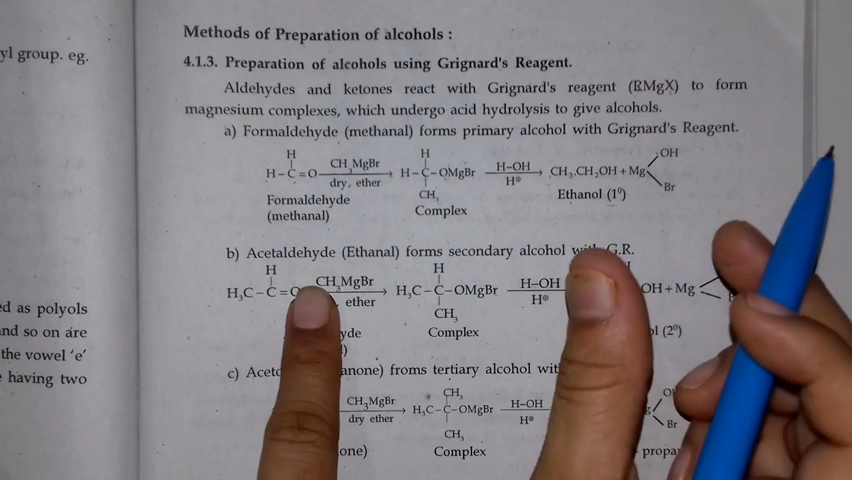 yl group. eg.
ed as polyols
nd so on are
the vowel ‘e’
having two
Methods of Preparation of alcohols :
4.1.3. Preparation of alcohols using Grignard's Reagent.
Aldehydes and ketones react with Grignard's reagent (RMgX) to form
magnesium complexes, which undergo acid hydrolysis to give alcohols.
a) Formaldehyde (methanal) forms primary alcohol with Grignard's Reagent.
H H OH
H–C=O CH₃MgBr H–C–OMgBr H–OH CH₃.CH₂OH + Mg
dry, ether CH₃ H⊕ Br
Formaldehyde Complex Ethanol (1⁰)
(methanal)
b) Acetaldehyde (Ethanal) forms secondary alcohol with G.R.
H H
H₃C–C=O CH₃MgBr H₃C–C–OMgBr H–OH OH + Mg
ether CH₃ H⊕
yde Complex (2⁰)
c) froms tertiary alcohol
CH₃
CH₃MgBr H₃C–C–OMgBr H–OH
dry ether CH₃ H⊕ Br
one) Complex propa